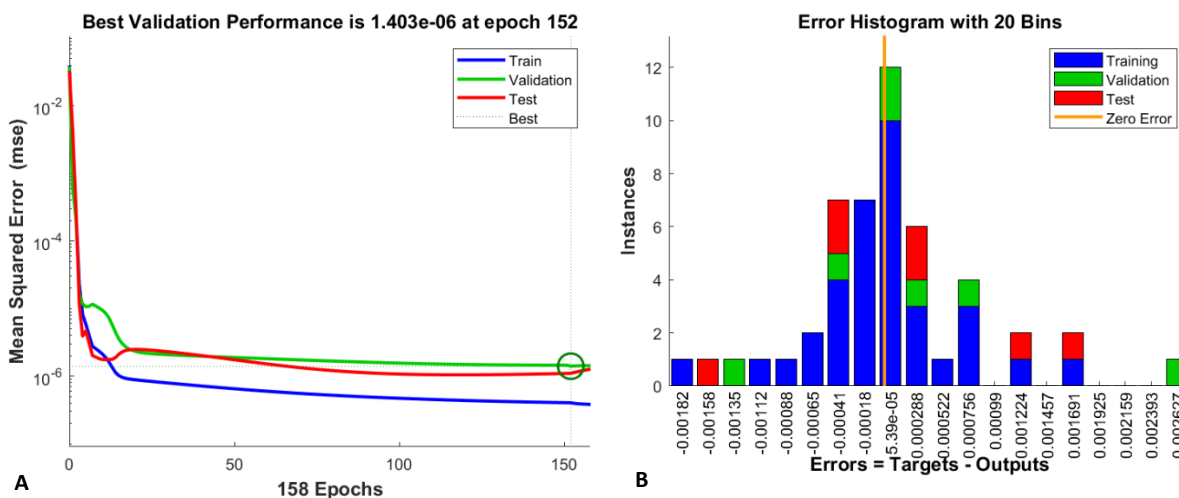 Best Validation Performance is 1.403e-06 at epoch 152
Mean Squared Error (mse)
10^-2
10^-4
10^-6
Train
Validation
Test
Best
0
50
100
150
158 Epochs
A
Error Histogram with 20 Bins
Instances
12
10
8
6
4
2
0
Training
Validation
Test
Zero Error
-0.00182
-0.00158
-0.00135
-0.00112
-0.00088
-0.00065
-0.00041
-0.00018
5.39e-05
0.000288
0.000522
0.000756
0.00099
0.001224
0.001457
0.001691
0.001925
0.002159
0.002393
0.002627
Errors = Targets - Outputs
B